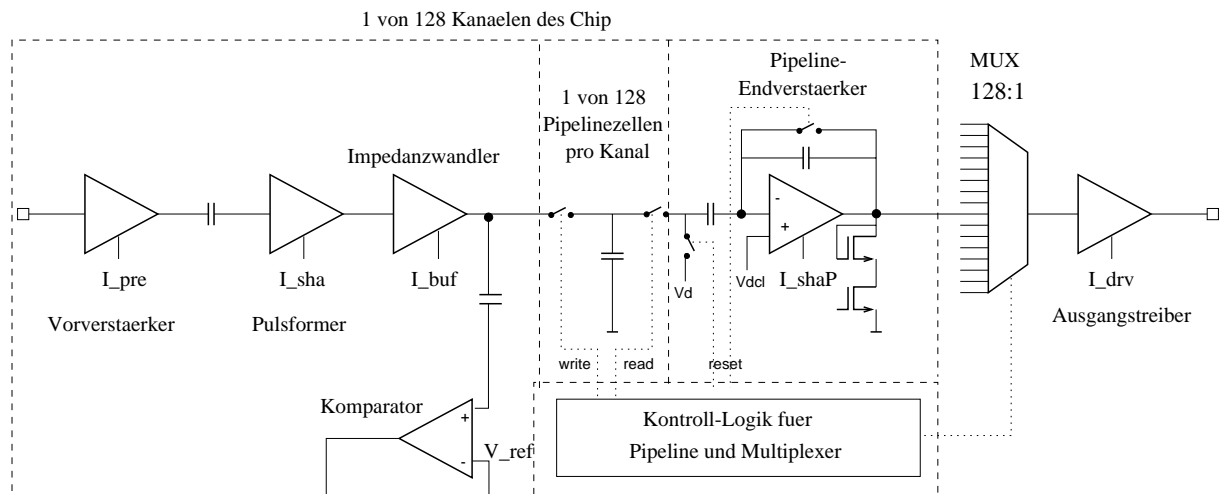 1 von 128 Kanaelen des Chip
Pipeline-
Endverstaerker
MUX
128:1
1 von 128
Pipelinezellen
pro Kanal
Impedanzwandler
-
+
I_pre
I_sha
I_buf
Vd
Vdcl
I_shaP
I_drv
Vorverstaerker
Pulsformer
Ausgangstreiber
write
read
reset
Komparator
+
-
V_ref
Kontroll-Logik fuer
Pipeline und Multiplexer